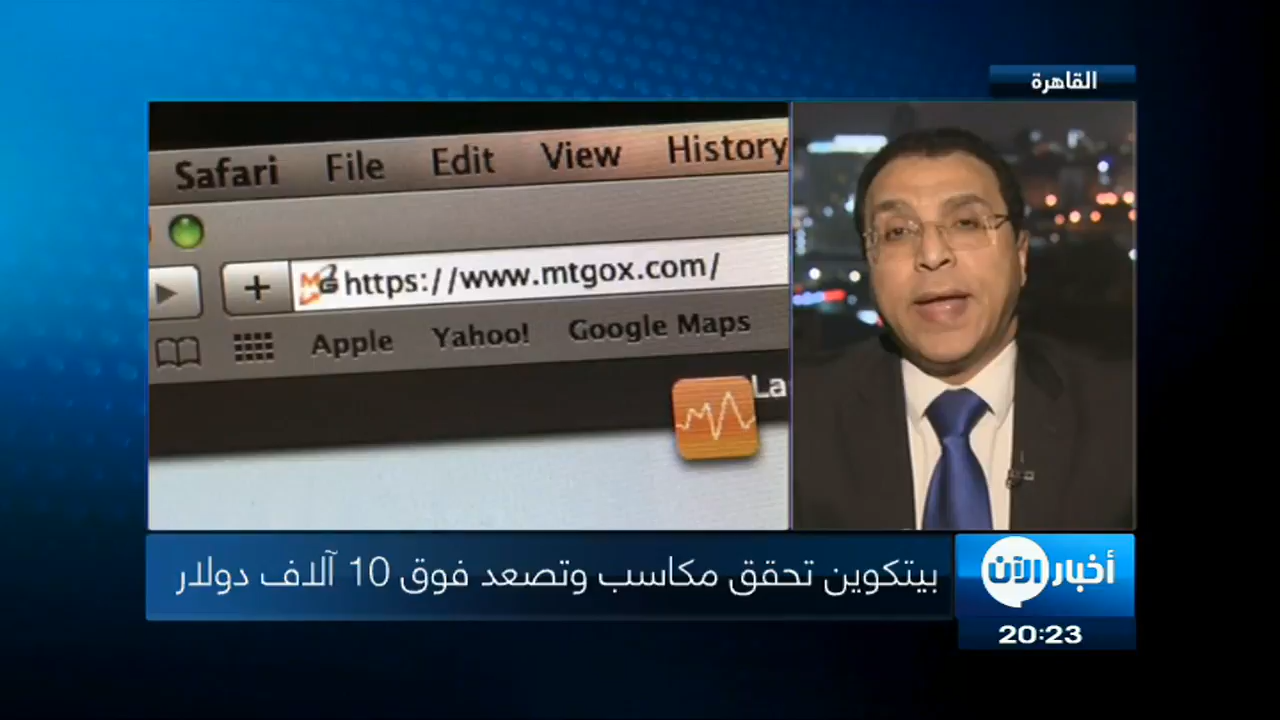 القاهرة
Safari File Edit View History
https://www.mtgox.com/
Apple Yahoo! Google Maps
La
بيتكوين تحقق مكاسب وتصعد فوق 10 آلاف دولار
أخبار الآن
20:23